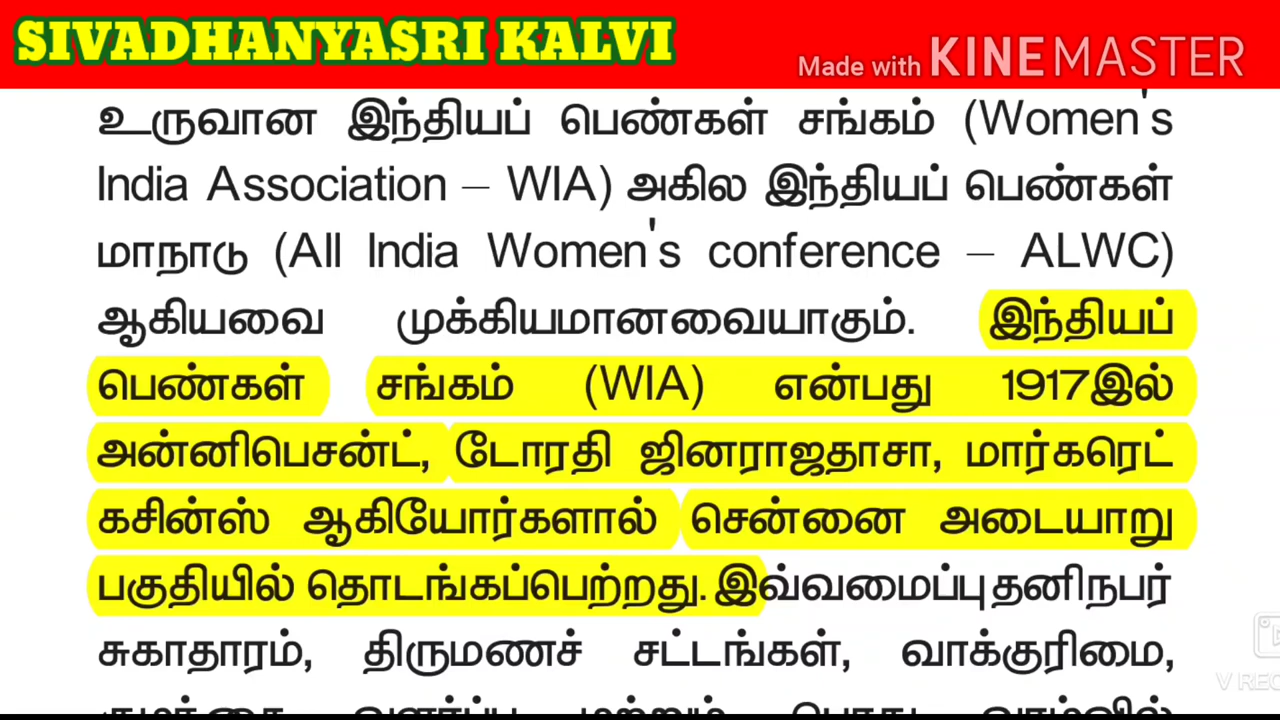 SIVADHANYASRI KALVI
Made with KINEMASTER
உருவான இந்தியப் பெண்கள் சங்கம் (Women's
India Association – WIA) அகில இந்தியப் பெண்கள்
மாநாடு (All India Women's conference – ALWC)
ஆகியவை முக்கியமானவையாகும். இந்தியப்
பெண்கள் சங்கம் (WIA) என்பது 1917இல்
அன்னிபெசன்ட், டோரதி ஜினராஜதாசா, மார்கரெட்
கசின்ஸ் ஆகியோர்களால் சென்னை அடையாறு
பகுதியில் தொடங்கப்பெற்றது. இவ்வமைப்பு தனிநபர்
சுகாதாரம், திருமணச் சட்டங்கள், வாக்குரிமை,
V REC